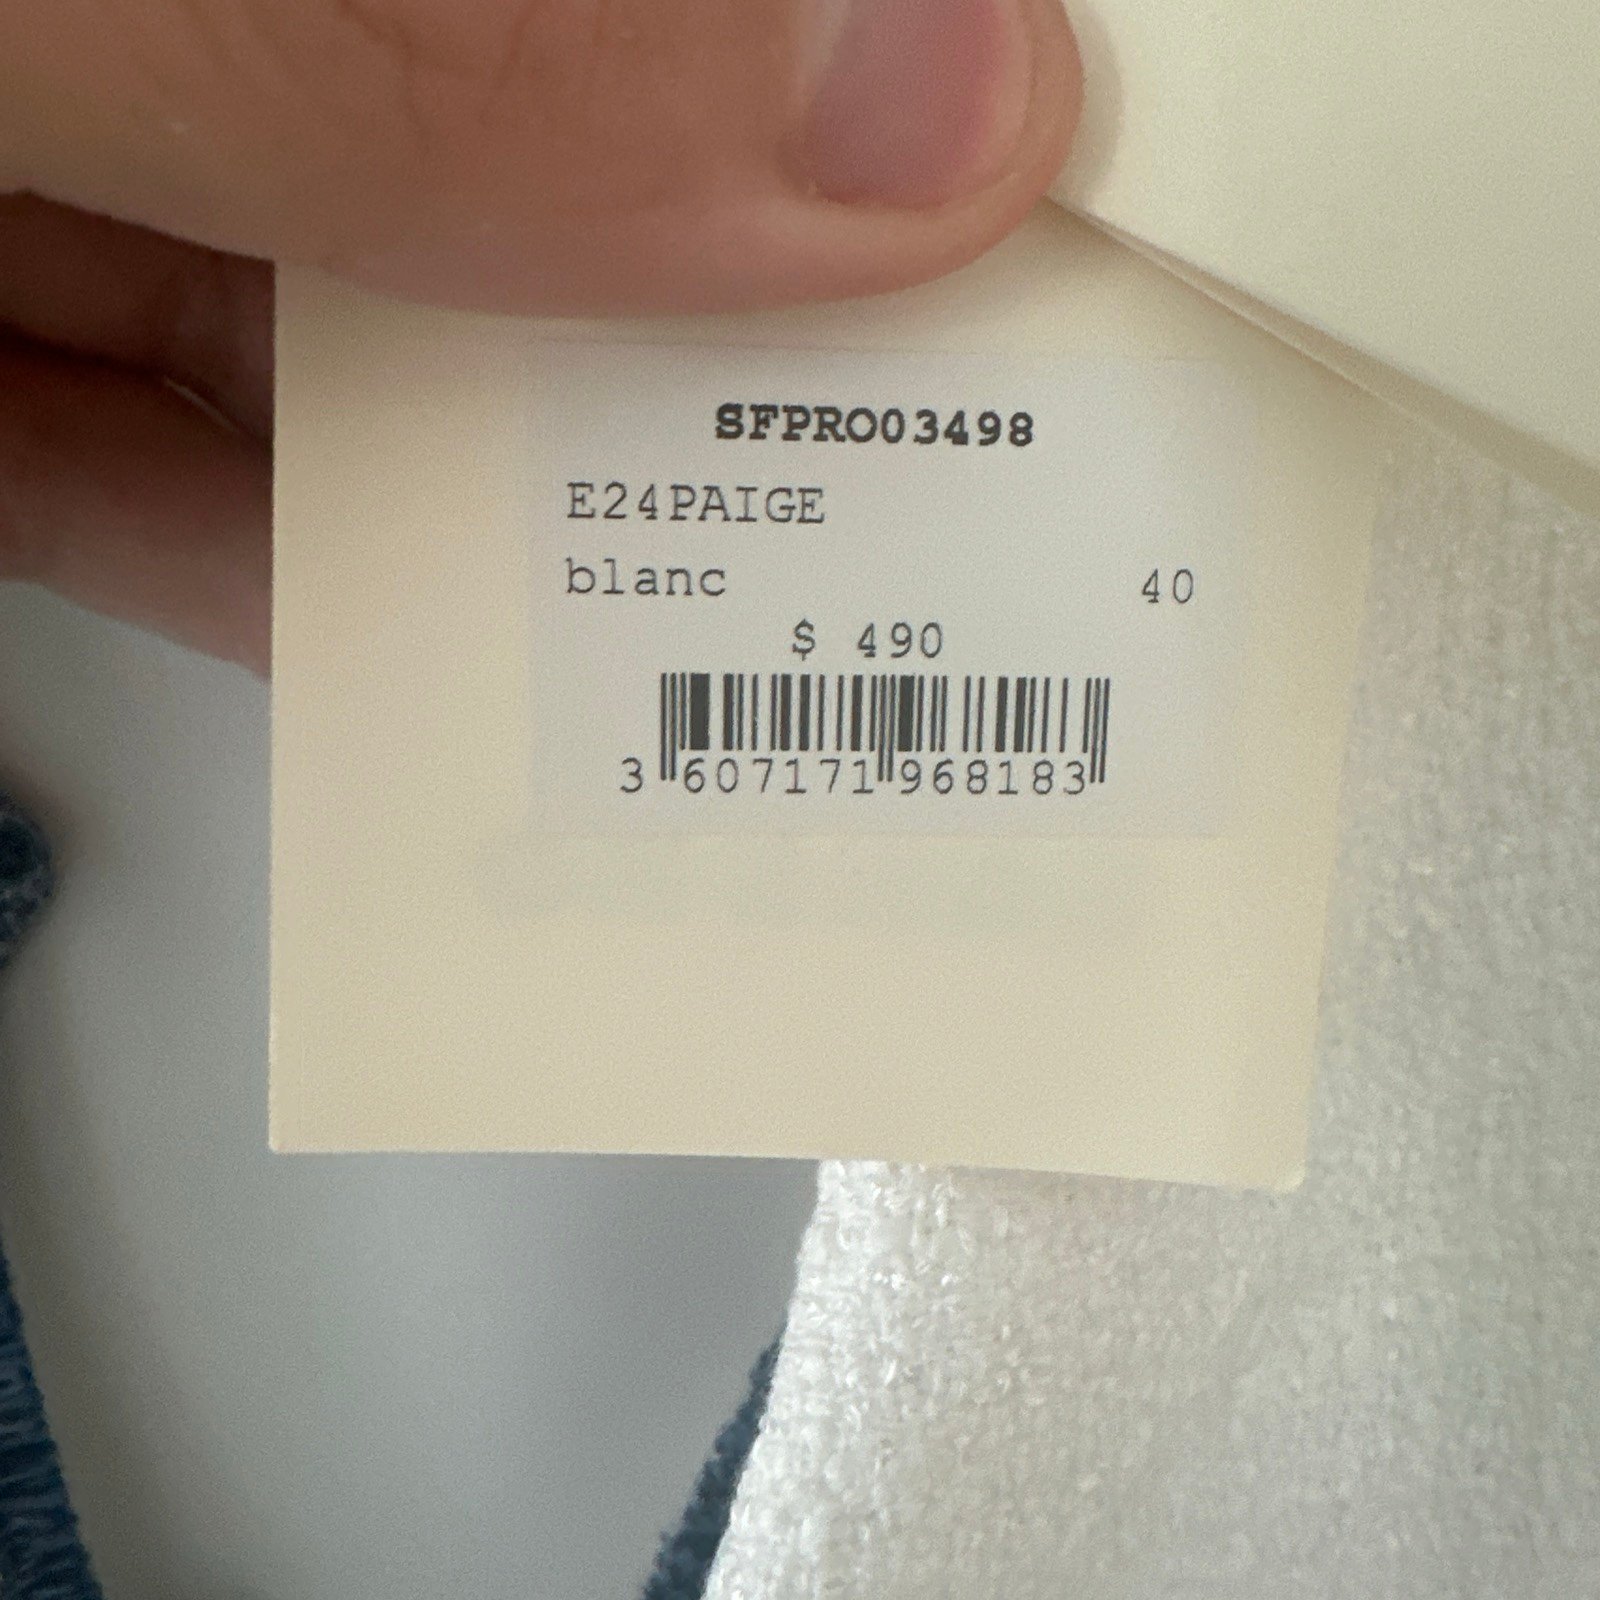 SFPRO03498
E24PAIGE
blanc 40
$ 490
3 607171 968183